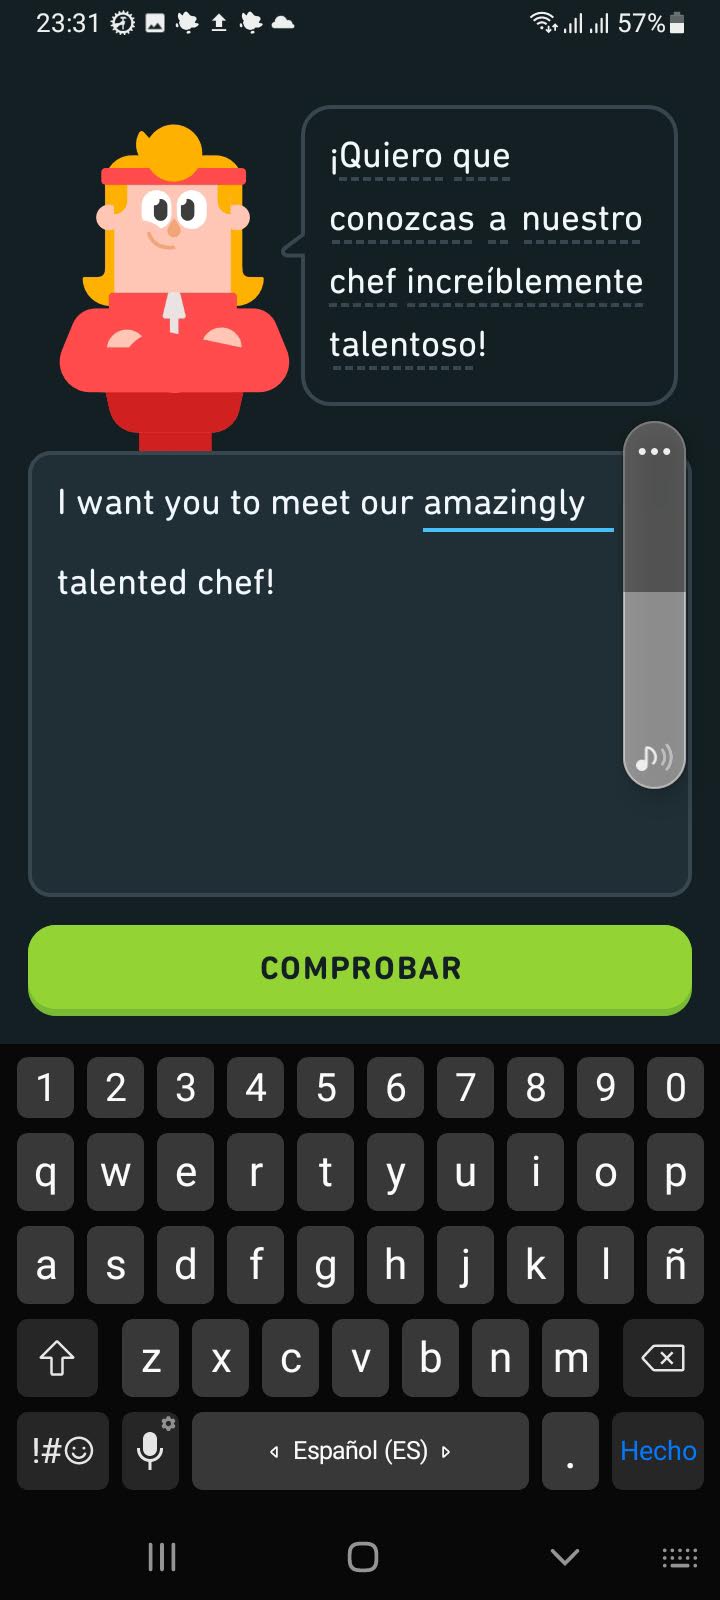 23:31 57%
¡Quiero que
conozcas a nuestro
chef increíblemente
talentoso!
I want you to meet our amazingly
talented chef!
COMPROBAR
1 2 3 4 5 6 7 8 9 0
q w e r t y u i o p
a s d f g h j k l ñ
z x c v b n m
!# Español (ES) . Hecho